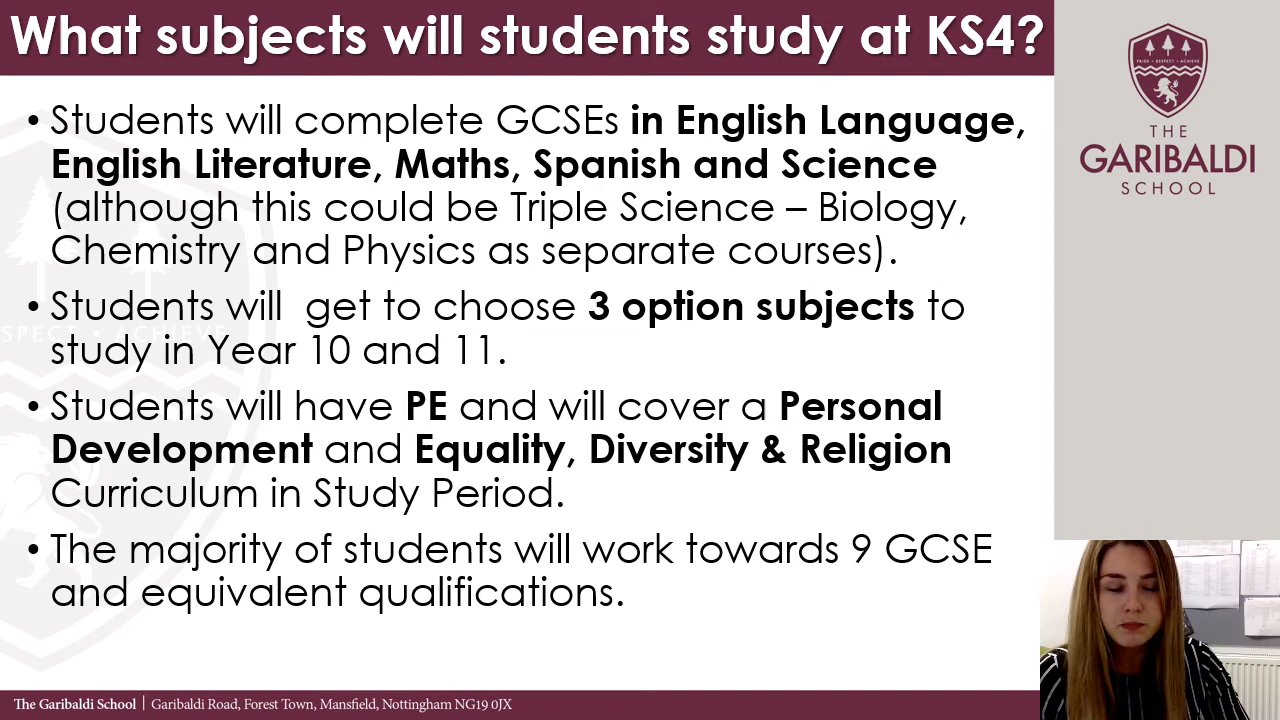 What subjects will students study at KS4?
• Students will complete GCSEs in English Language,
English Literature, Maths, Spanish and Science
(although this could be Triple Science – Biology,
Chemistry and Physics as separate courses).
• Students will  get to choose 3 option subjects to
study in Year 10 and 11.
• Students will have PE and will cover a Personal
Development and Equality, Diversity & Religion
Curriculum in Study Period.
• The majority of students will work towards 9 GCSE
and equivalent qualifications.
The Garibaldi School | Garibaldi Road, Forest Town, Mansfield, Nottingham NG19 0JX
PRIDE • RESPECT • ACHIEVE
THE
GARIBALDI
SCHOOL
SPECT • ACHIEVE